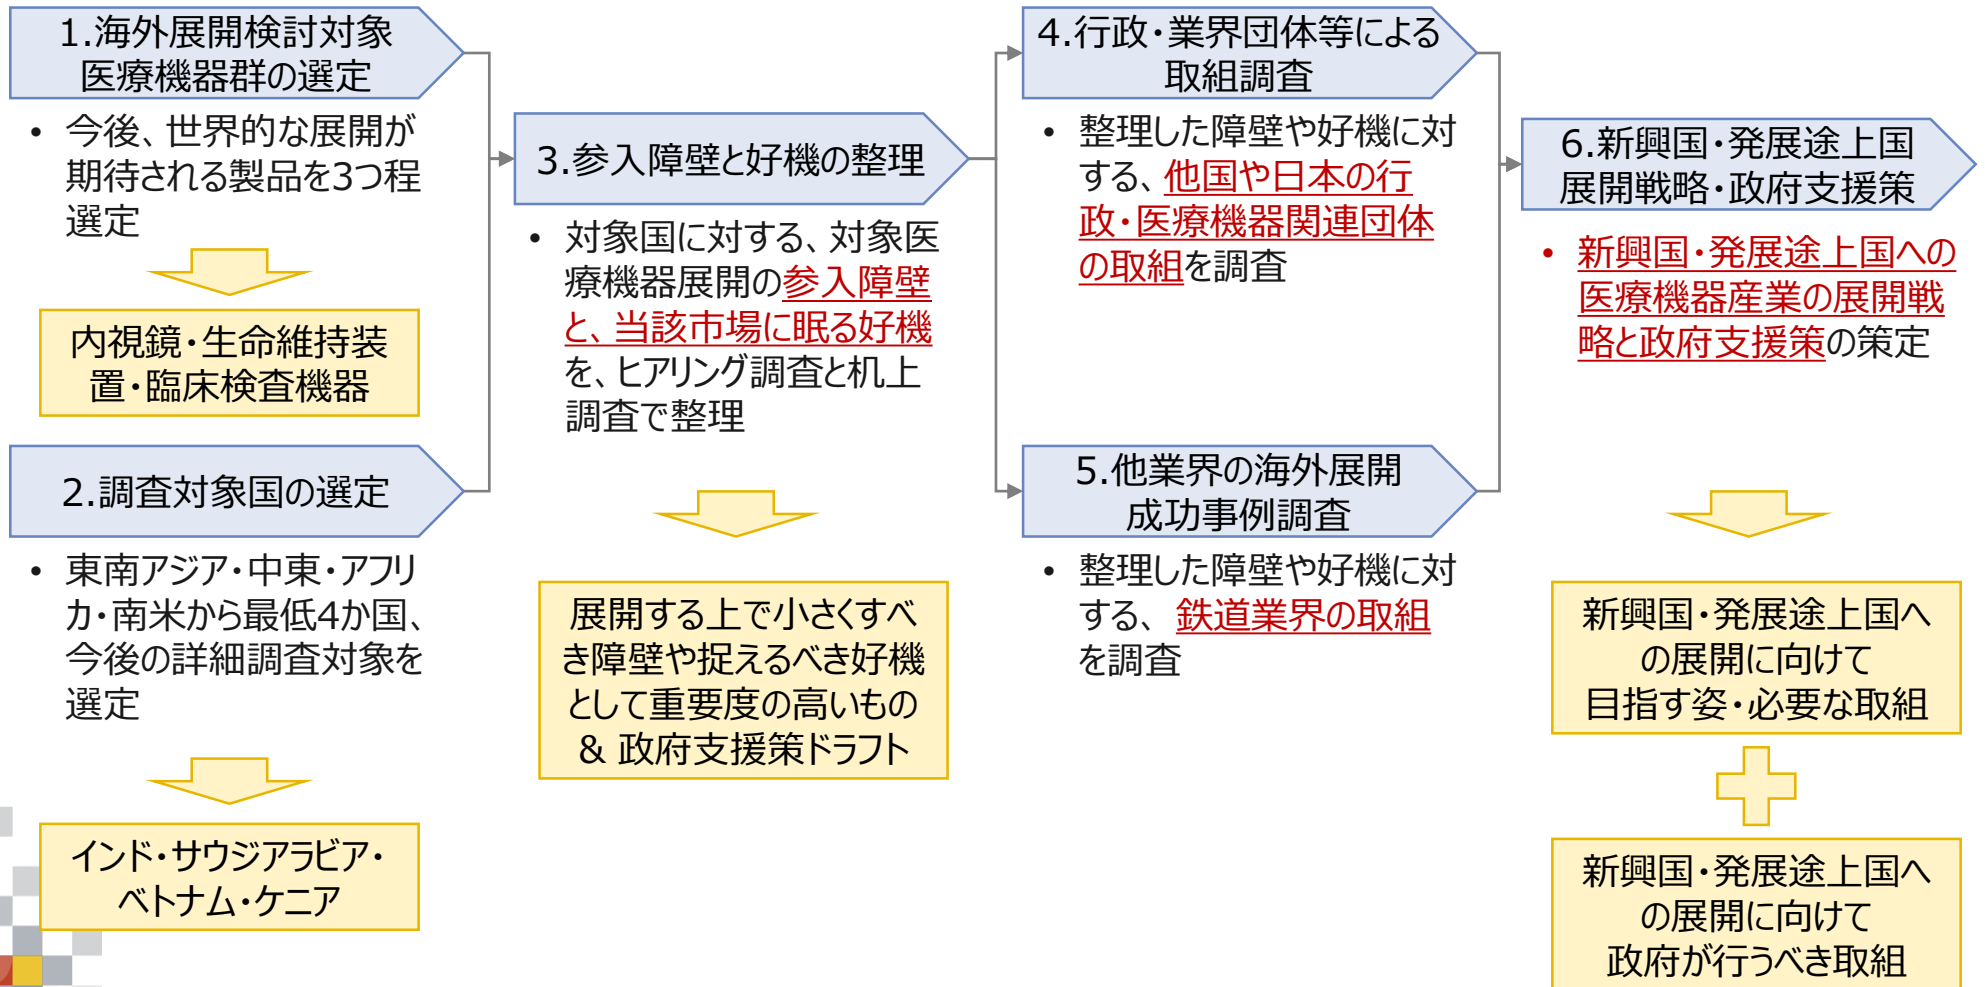 1.海外展開検討対象
医療機器群の選定
• 今後、世界的な展開が
期待される製品を3つ程
選定
内視鏡・生命維持装
置・臨床検査機器
2.調査対象国の選定
• 東南アジア・中東・アフリ
カ・南米から最低4か国、
今後の詳細調査対象を
選定
インド・サウジアラビア・
ベトナム・ケニア
3.参入障壁と好機の整理
• 対象国に対する、対象医
療機器展開の参入障壁
と、当該市場に眠る好機
を、ヒアリング調査と机上
調査で整理
展開する上で小さくすべ
き障壁や捉えるべき好機
として重要度の高いもの
& 政府支援策ドラフト
4.行政・業界団体等による
取組調査
• 整理した障壁や好機に対
する、他国や日本の行
政・医療機器関連団体
の取組を調査
5.他業界の海外展開
成功事例調査
• 整理した障壁や好機に対
する、 鉄道業界の取組
を調査
6.新興国・発展途上国
展開戦略・政府支援策
• 新興国・発展途上国への
医療機器産業の展開戦
略と政府支援策の策定
新興国・発展途上国へ
の展開に向けて
目指す姿・必要な取組
新興国・発展途上国へ
の展開に向けて
政府が行うべき取組